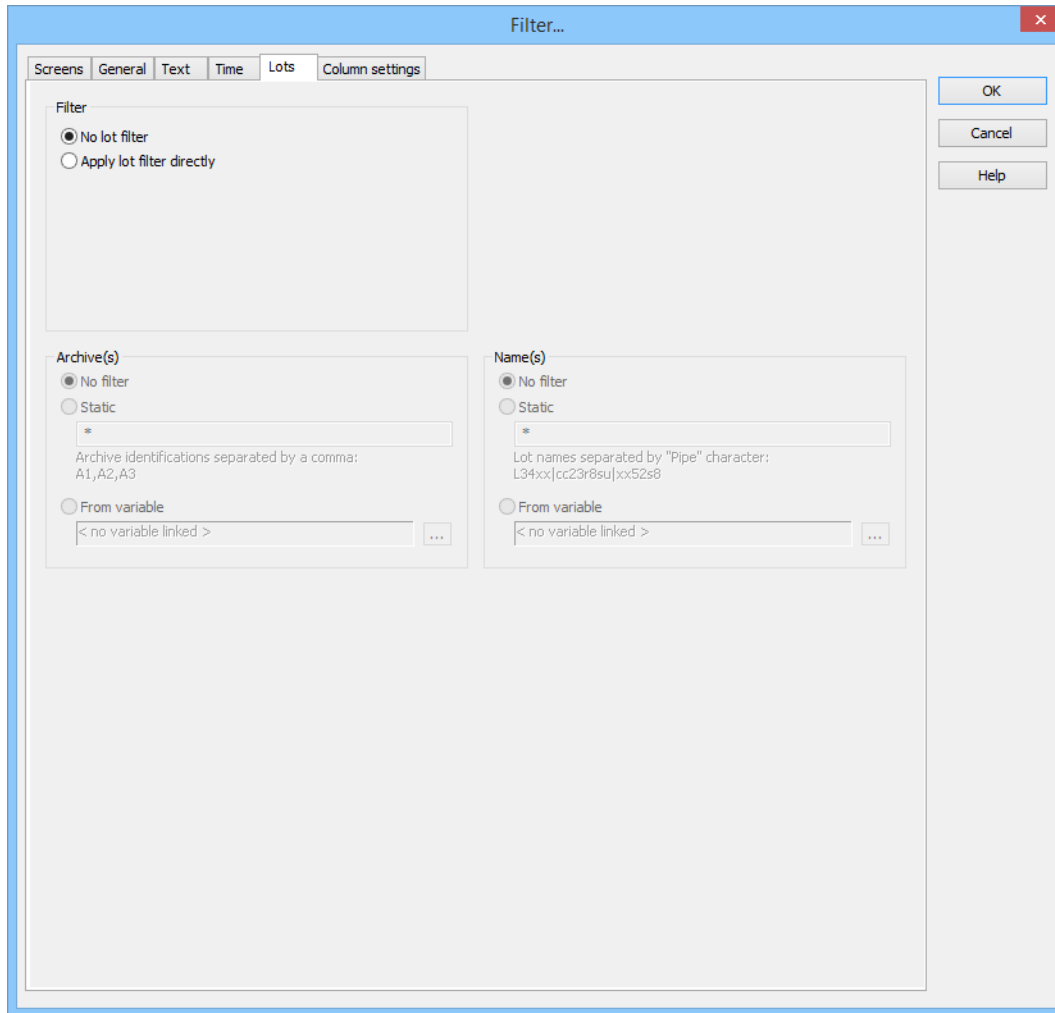 Filter...
Screens General Text Time Lots Column settings
OK
Cancel
Help
Filter
No lot filter
Apply lot filter directly
Archive(s)
No filter
Static
*
Archive identifications separated by a comma:
A1,A2,A3
From variable
< no variable linked >
...
Name(s)
No filter
Static
*
Lot names separated by "Pipe" character:
L34xx|cc23r8su|xx52s8
From variable
< no variable linked >
...